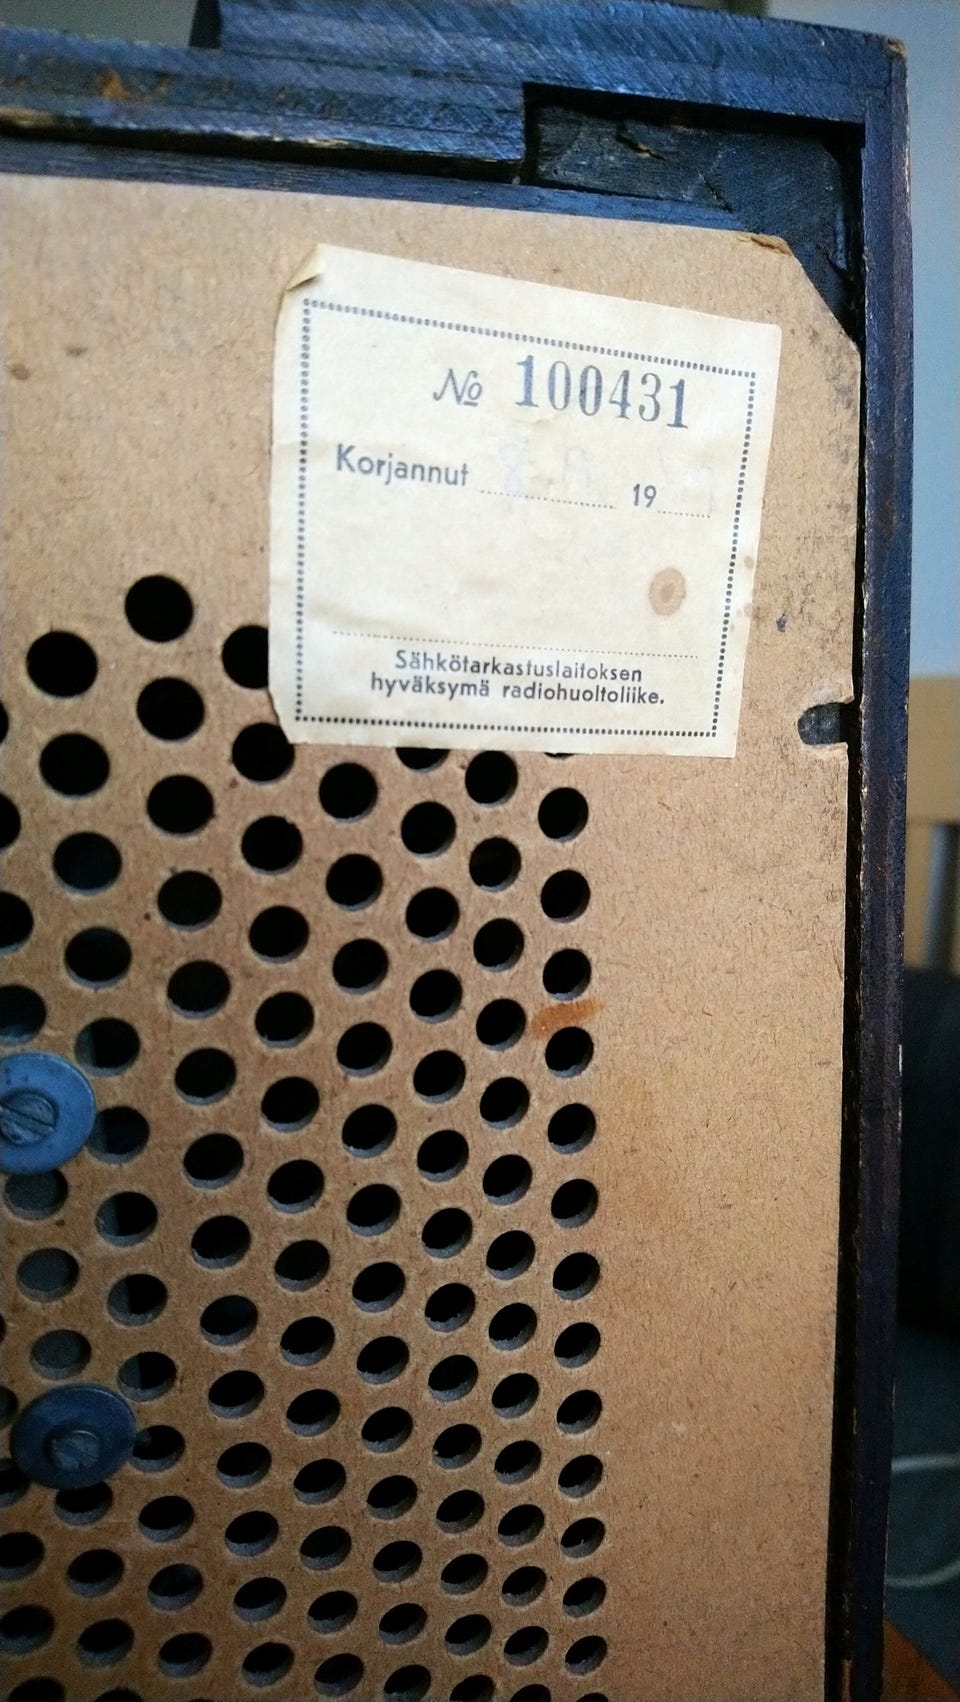 № 100431
Korjannut 19
Sähkötarkastuslaitoksen
hyväksymä radiohuoltoliike.